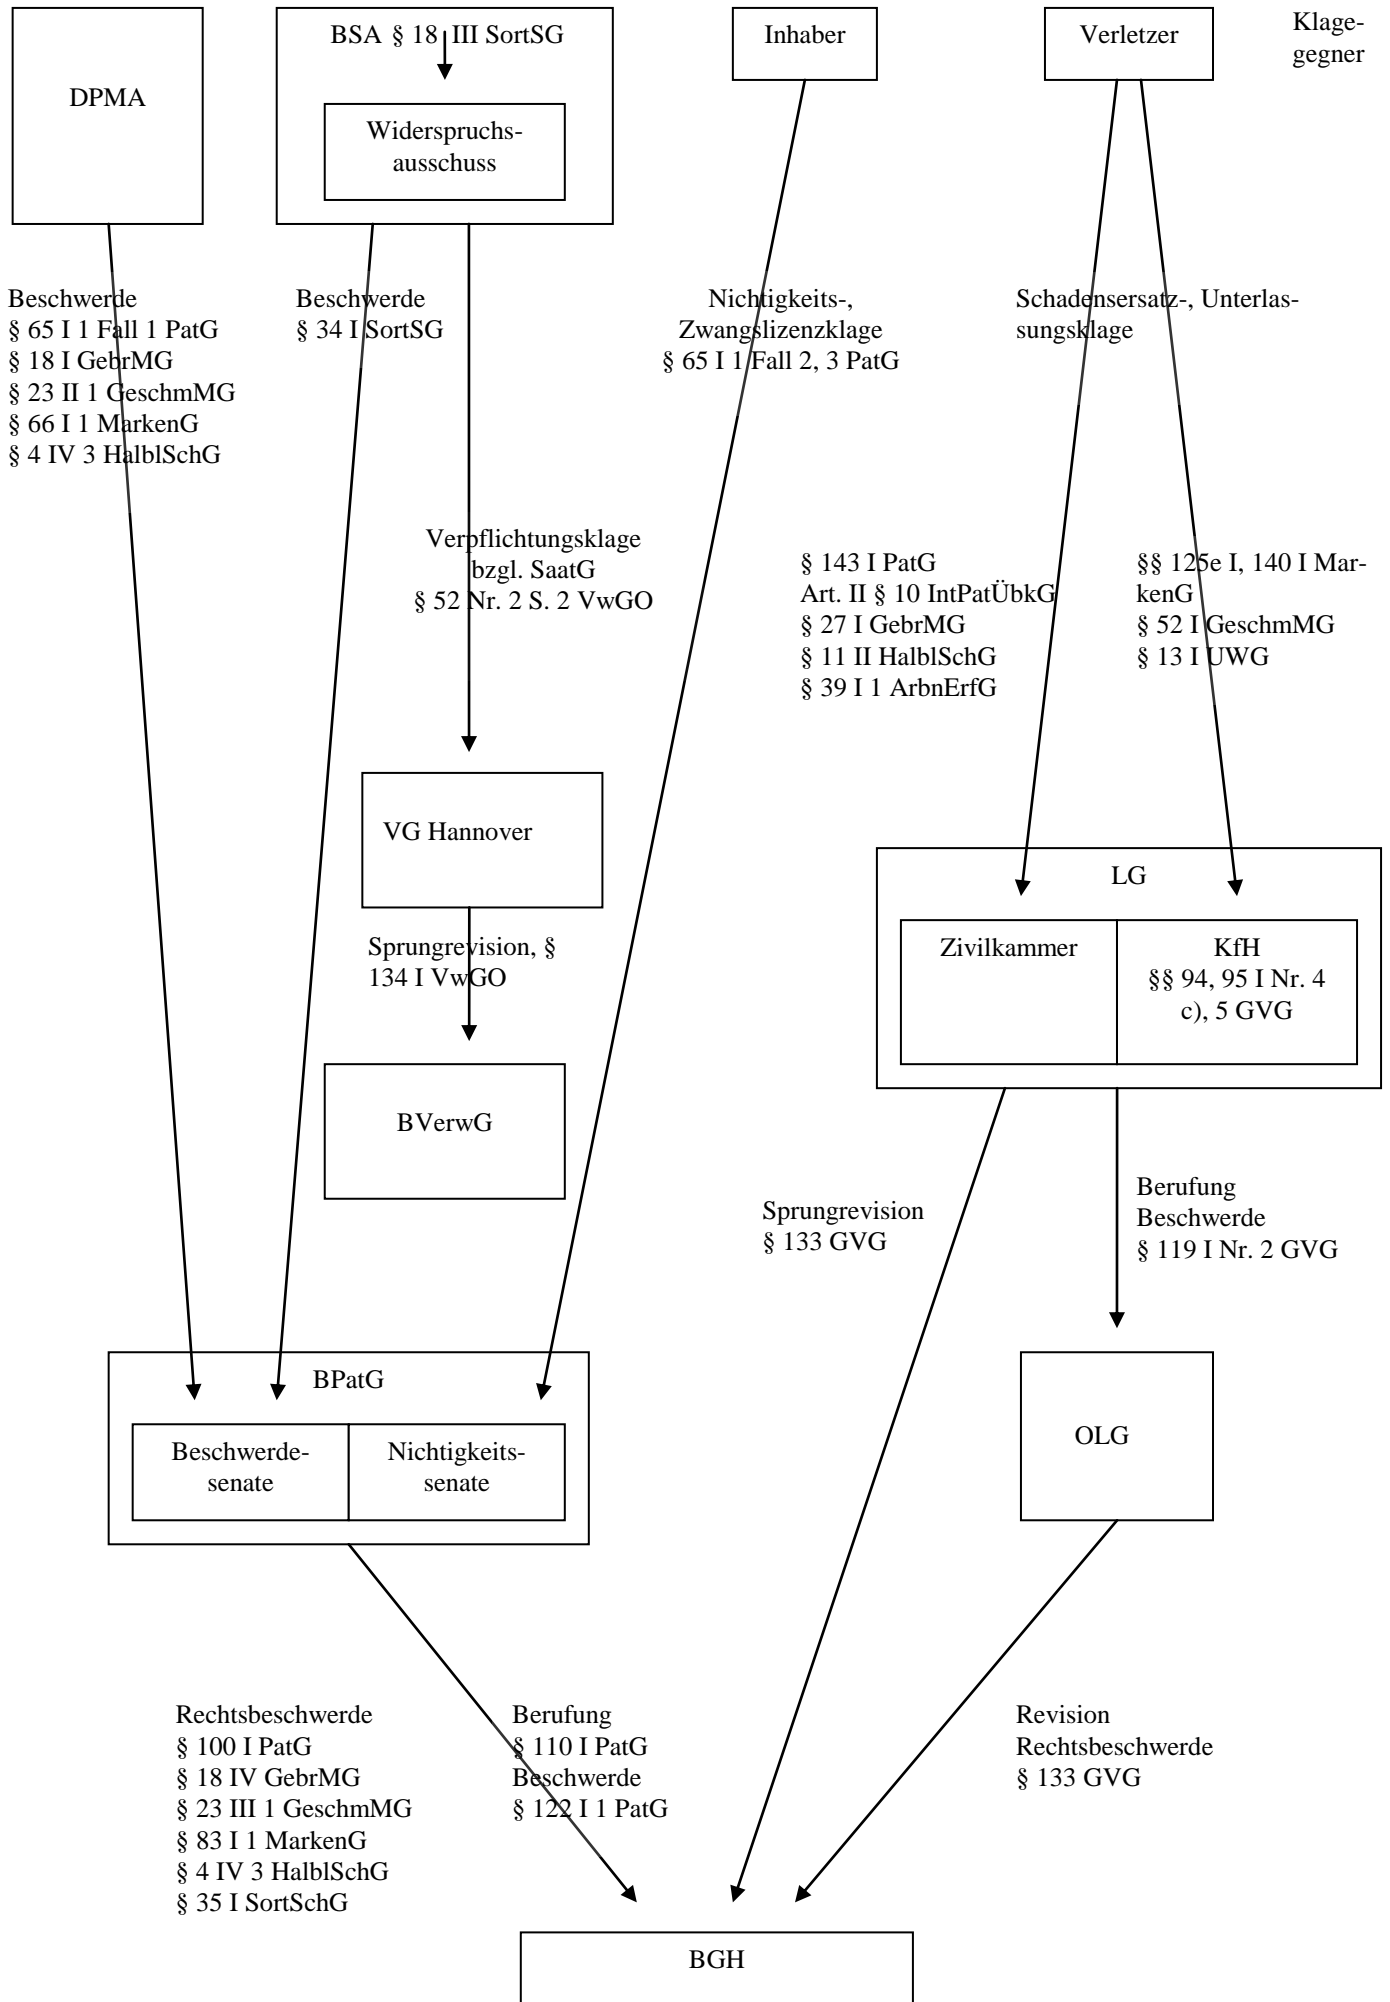 DPMA
BSA § 18 III SortSG
Widerspruchs-
ausschuss
Inhaber
Verletzer
Klage-
gegner
Beschwerde
§ 65 I 1 Fall 1 PatG
§ 18 I GebrMG
§ 23 II 1 GeschmMG
§ 66 I 1 MarkenG
§ 4 IV 3 HalblSchG
Beschwerde
§ 34 I SortSG
Nichtigkeits-,
Zwangslizenzklage
§ 65 I 1 Fall 2, 3 PatG
Schadensersatz-, Unterlas-
sungsklage
Verpflichtungsklage
bzgl. SaatG
§ 52 Nr. 2 S. 2 VwGO
§ 143 I PatG
Art. II § 10 IntPatÜbkG
§ 27 I GebrMG
§ 11 II HalblSchG
§ 39 I 1 ArbnErfG
§§ 125e I, 140 I Mar-
kenG
§ 52 I GeschmMG
§ 13 I UWG
VG Hannover
LG
Zivilkammer
KfH
§§ 94, 95 I Nr. 4
c), 5 GVG
Sprungrevision, §
134 I VwGO
BVerwG
Sprungrevision
§ 133 GVG
Berufung
Beschwerde
§ 119 I Nr. 2 GVG
BPatG
Beschwerde-
senate
Nichtigkeits-
senate
OLG
Rechtsbeschwerde
§ 100 I PatG
§ 18 IV GebrMG
§ 23 III 1 GeschmMG
§ 83 I 1 MarkenG
§ 4 IV 3 HalblSchG
§ 35 I SortSchG
Berufung
§ 110 I PatG
Beschwerde
§ 122 I 1 PatG
Revision
Rechtsbeschwerde
§ 133 GVG
BGH